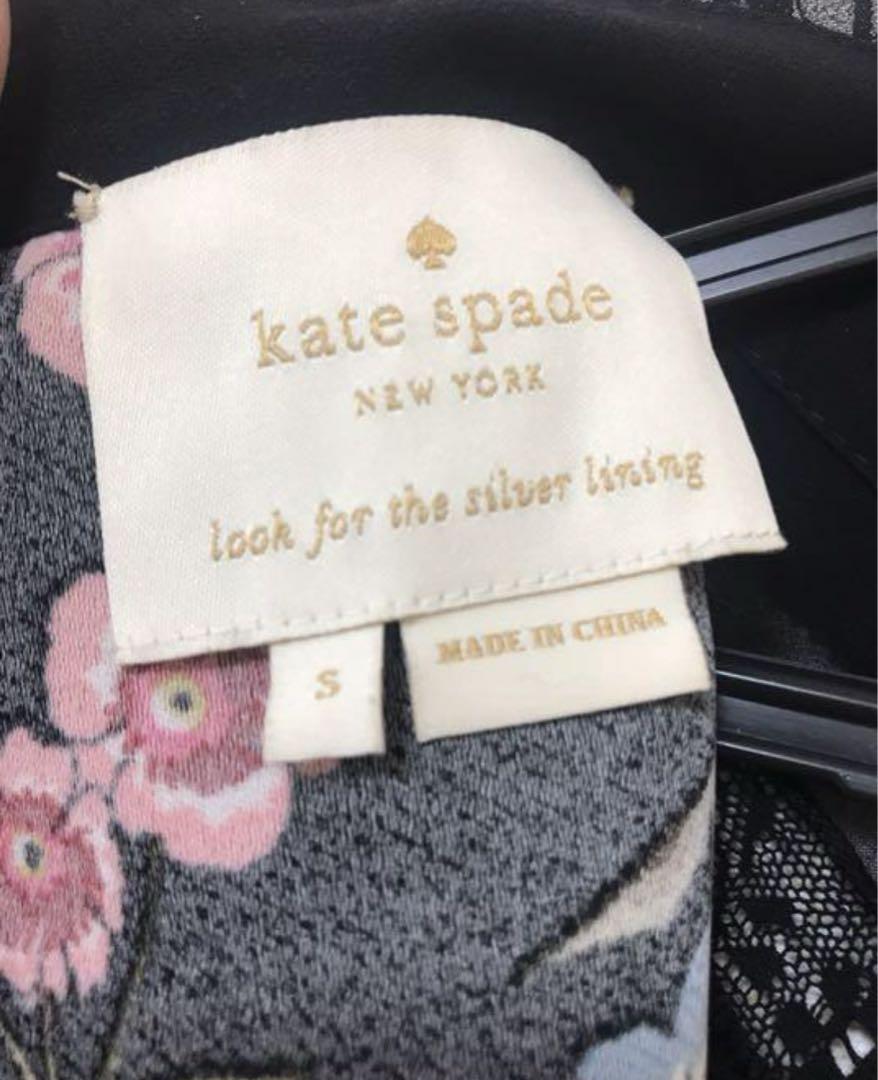 kate spade
NEW YORK
look for the silver lining
S
MADE IN CHINA